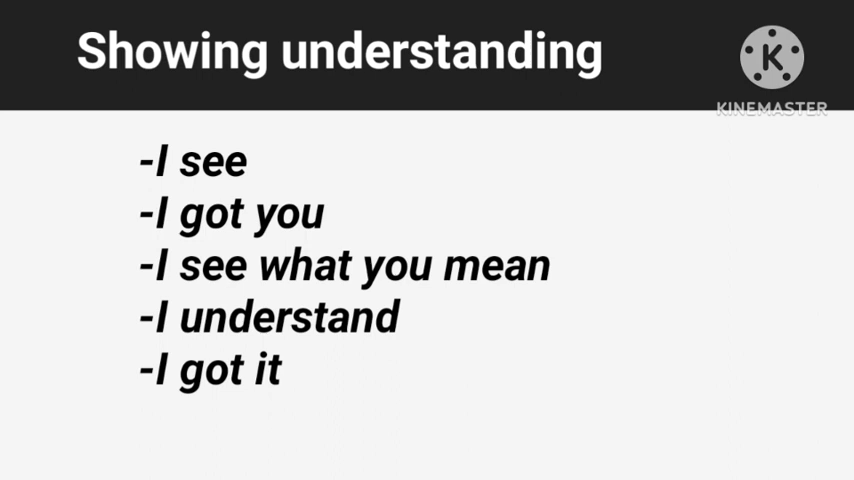 Showing understanding
K
KINEMASTER
-I see
-I got you
-I see what you mean
-I understand
-I got it